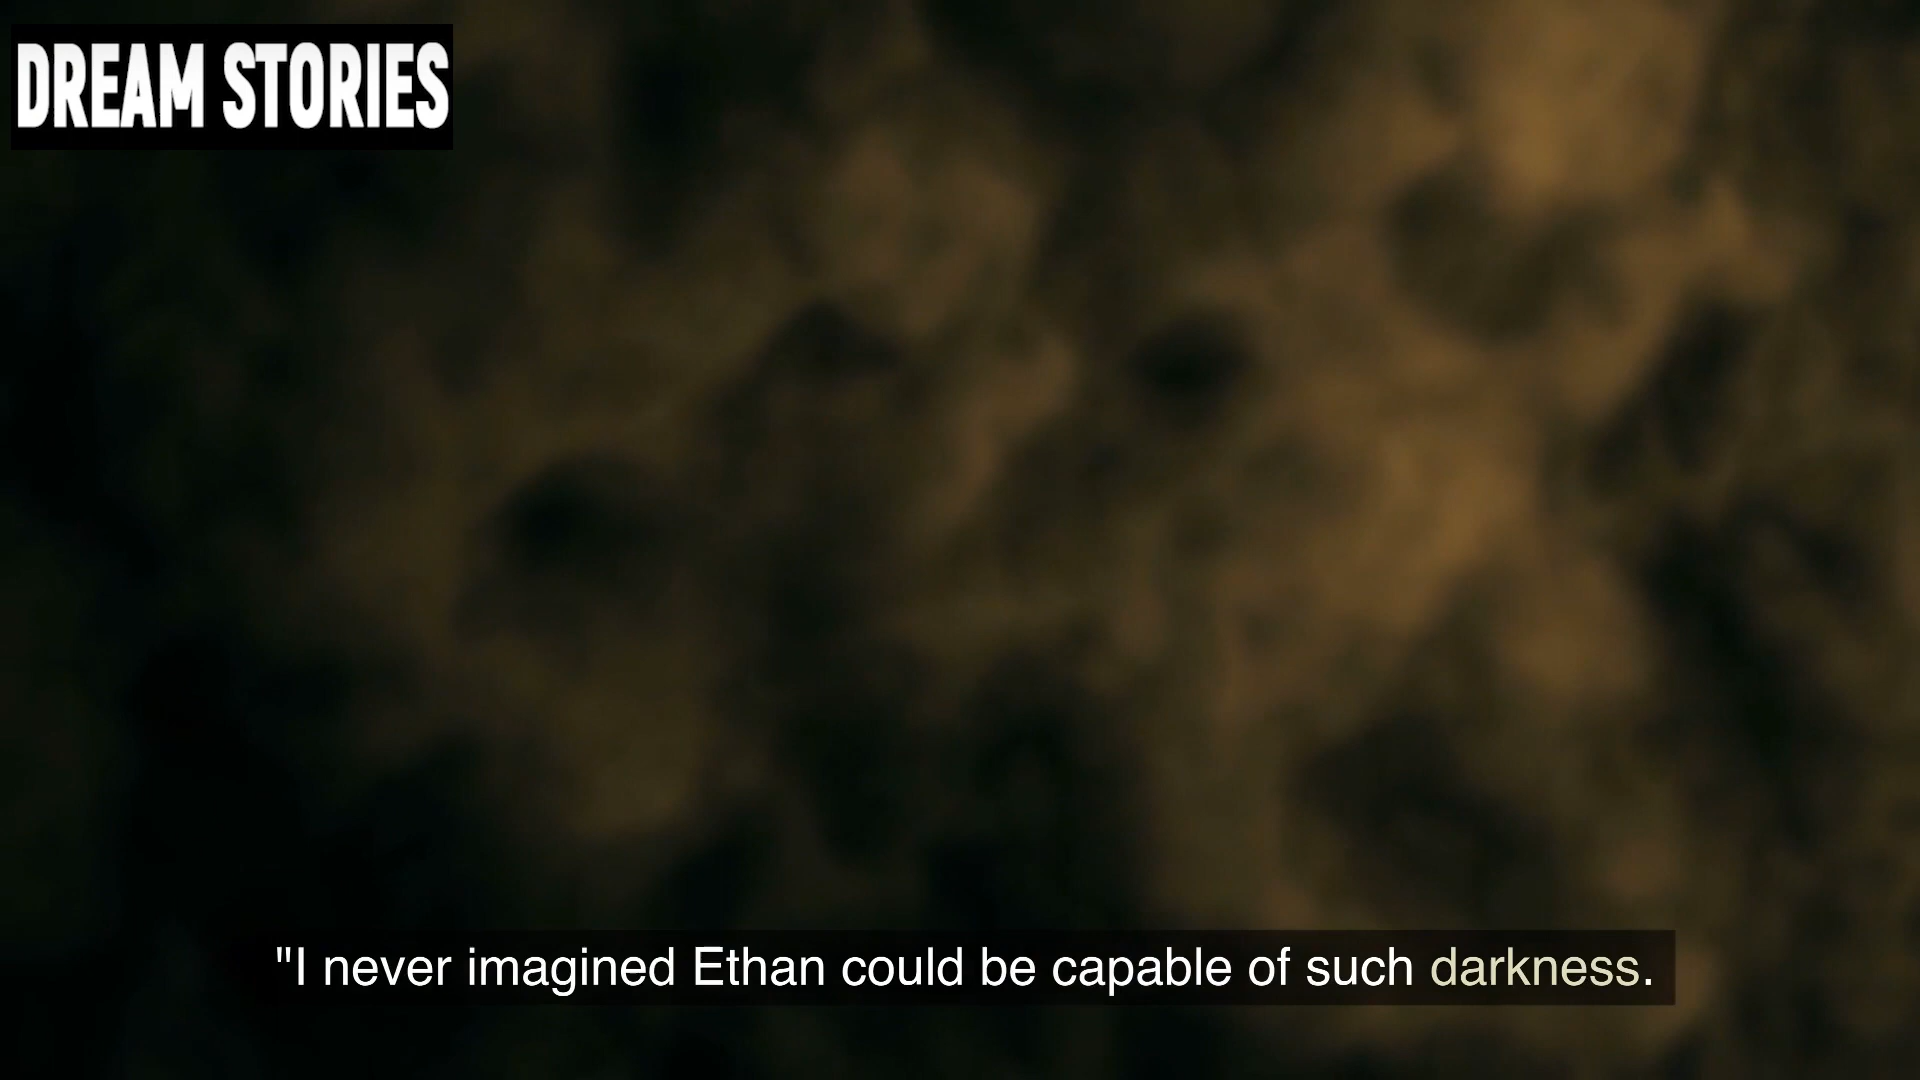 DREAM STORIES
"I never imagined Ethan could be capable of such darkness.